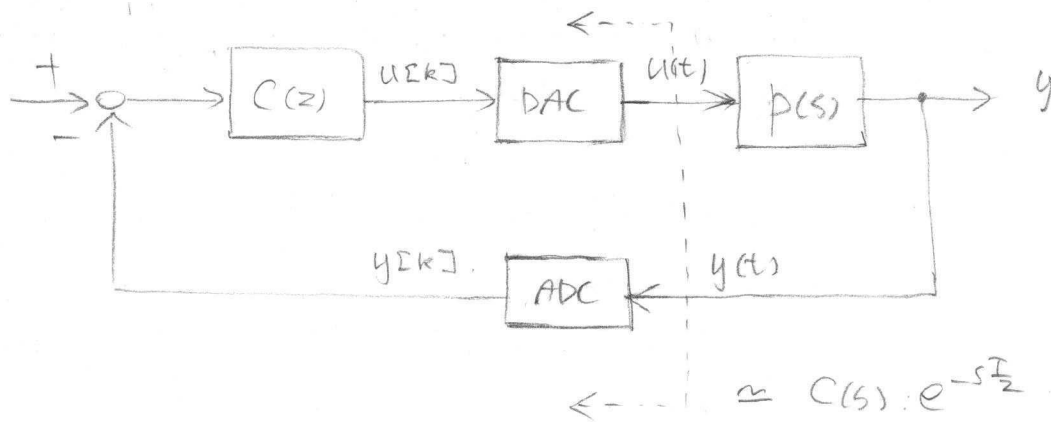 +
-
C(z)
u[k]
DAC
u(t)
P(s)
y
y[k].
ADC
y(t)
≃ C(s).e^{-sT/2}